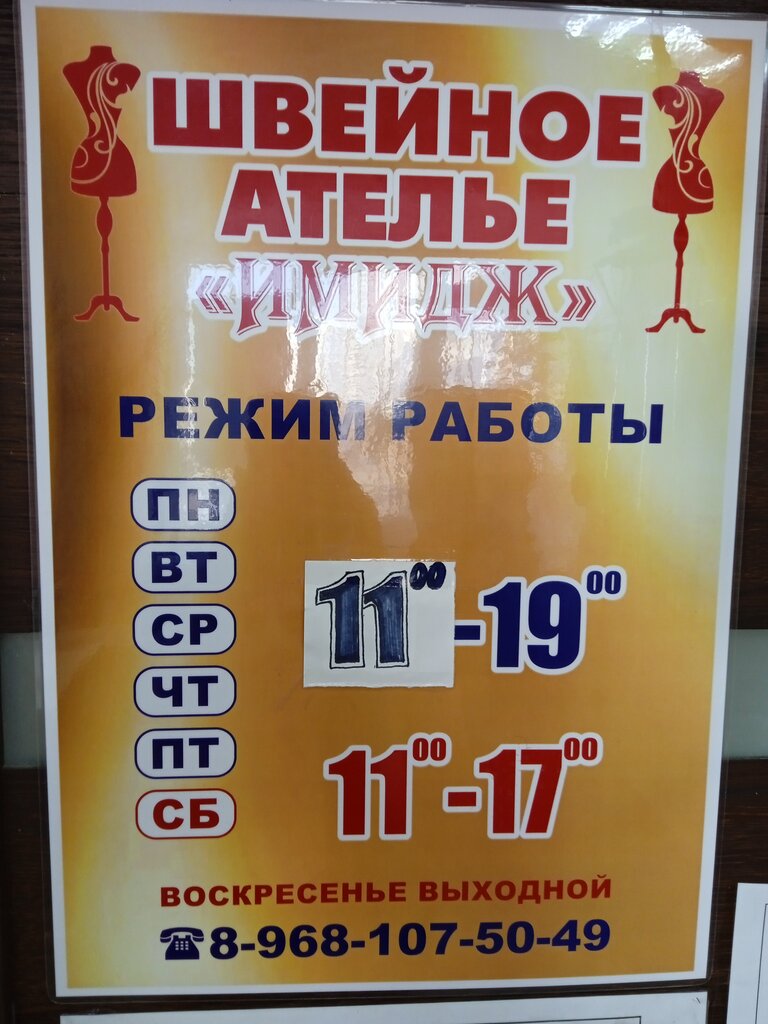 ШВЕЙНОЕ
АТЕЛЬЕ
«ИМИДЖ»
РЕЖИМ РАБОТЫ
ПН
ВТ
СР
11⁰⁰-19⁰⁰
ЧТ
ПТ
СБ
11⁰⁰-17⁰⁰
ВОСКРЕСЕНЬЕ ВЫХОДНОЙ
☎8-968-107-50-49